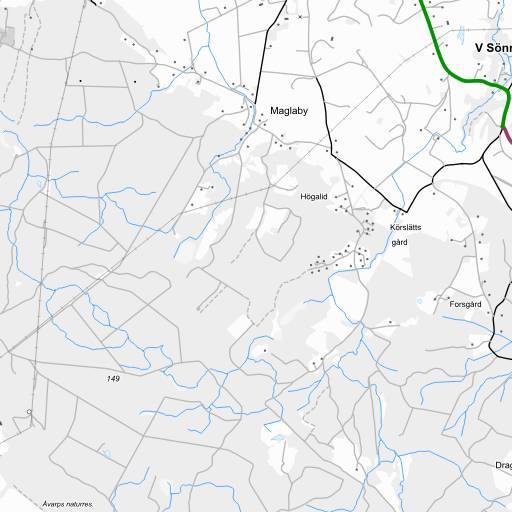 V Sönn
Maglaby
Högalid
Körslätts
gård
Forsgård
149
Drag
Åvarps naturres.